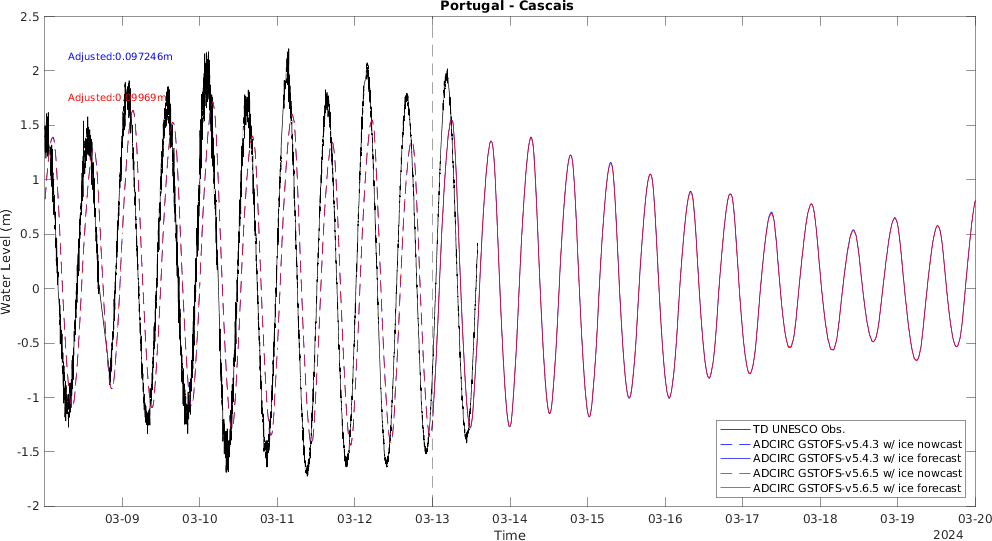 Portugal - Cascais
2.5
2
1.5
1
0.5
0
-0.5
-1
-1.5
-2
Water Level (m)
Adjusted:0.097246m
Adjusted:0.09969m
TD UNESCO Obs.
ADCIRC GSTOFS-v5.4.3 w/ ice nowcast
ADCIRC GSTOFS-v5.4.3 w/ ice forecast
ADCIRC GSTOFS-v5.6.5 w/ ice nowcast
ADCIRC GSTOFS-v5.6.5 w/ ice forecast
03-09 03-10 03-11 03-12 03-13 03-14 03-15 03-16 03-17 03-18 03-19 03-20
Time
2024